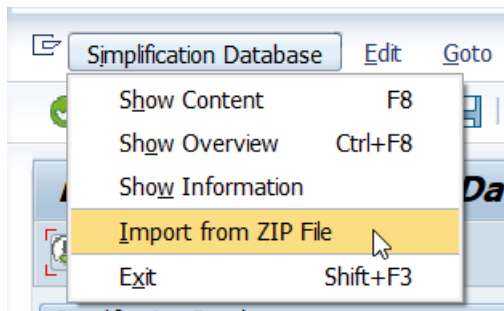 Simplification Database Edit Goto
Show Content F8
Show Overview Ctrl+F8
Show Information
Import from ZIP File
Exit Shift+F3